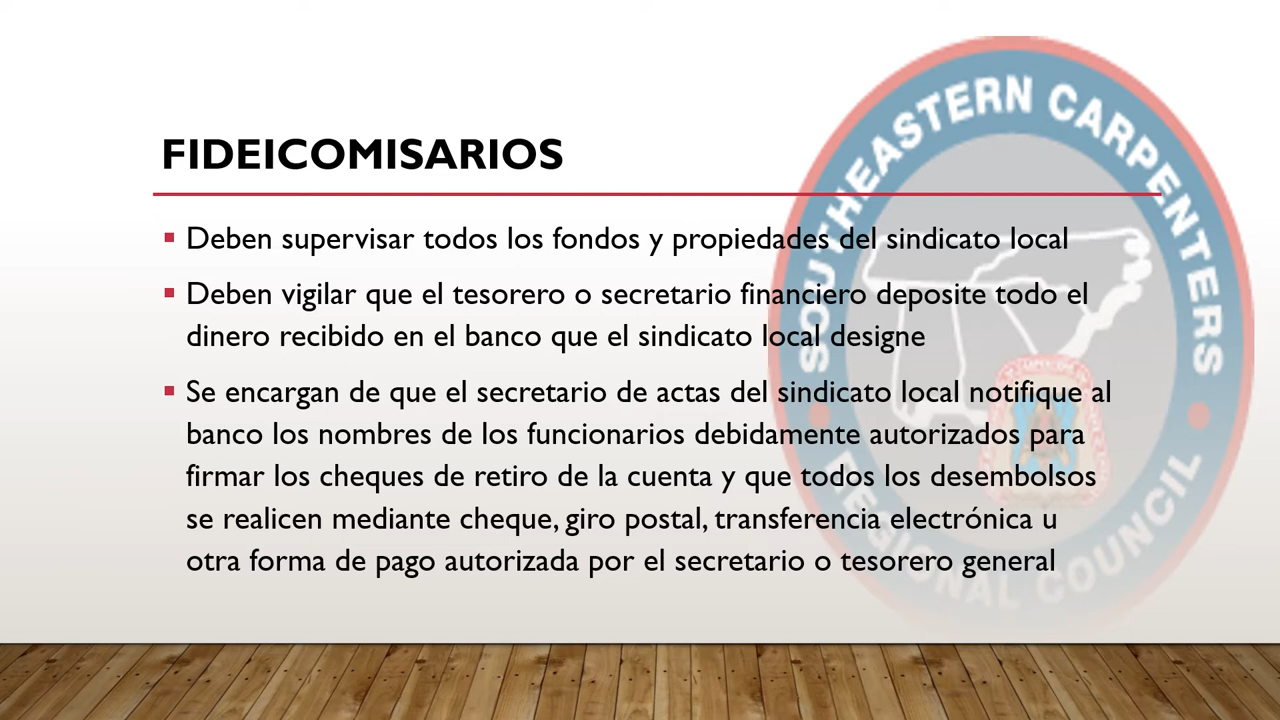 FIDEICOMISARIOS
Deben supervisar todos los fondos y propiedades del sindicato local
Deben vigilar que el tesorero o secretario financiero deposite todo el
dinero recibido en el banco que el sindicato local designe
Se encargan de que el secretario de actas del sindicato local notifique al
banco los nombres de los funcionarios debidamente autorizados para
firmar los cheques de retiro de la cuenta y que todos los desembolsos
se realicen mediante cheque, giro postal, transferencia electrónica u
otra forma de pago autorizada por el secretario o tesorero general
SOUTHEASTERN CARPENTERS
REGIONAL COUNCIL